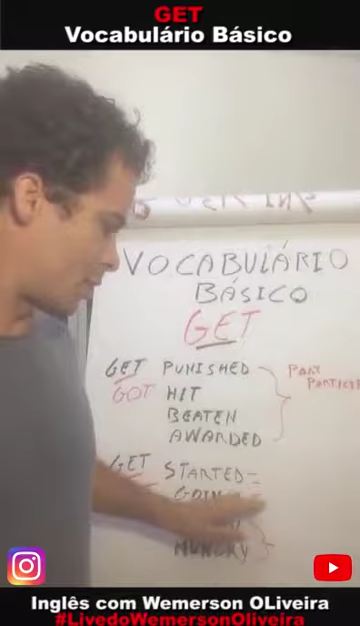 GET
Vocabulário Básico
VOCABULÁRIO
BÁSICO
GET
GET PUNISHED
GOT HIT
BEATEN
AWARDED
PAST
PARTICIP
GET STARTED =
HUNGRY
Inglês com Wemerson OLiveira
#LivedoWemersonOliveira